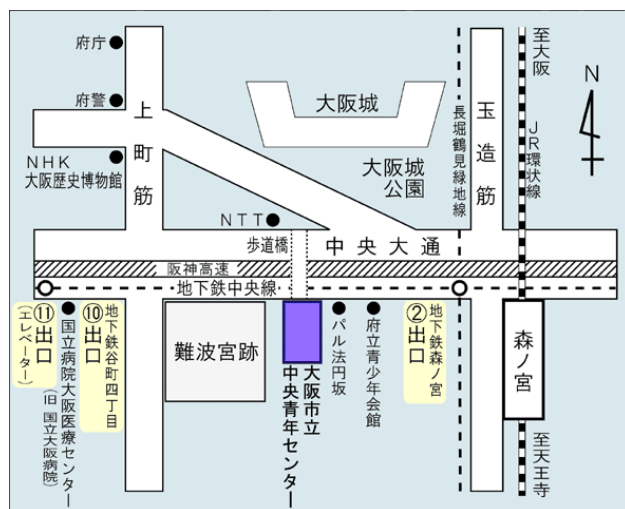 府庁
府警
NHK
大阪歴史博物館
上町筋
大阪城
大阪城
公園
長堀鶴見緑地線
玉造筋
至大阪
JR環状線
N
NTT
歩道橋
中央大通
阪神高速
地下鉄中央線
⑪出口
(エレベーター)
国立病院大阪医療センター
(旧 国立大阪病院)
地下鉄谷町四丁目
⑩出口
難波宮跡
大阪市立
中央青年センター
パル法円坂
府立青少年会館
地下鉄森ノ宮
②出口
森ノ宮
至天王寺